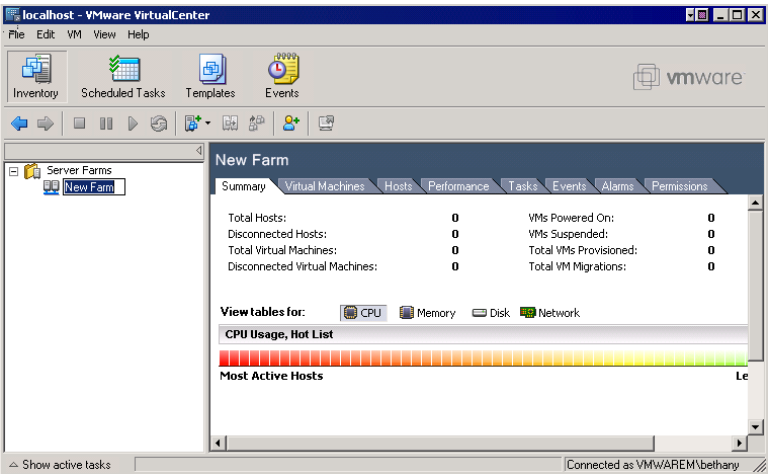 localhost - VMware VirtualCenter
File Edit VM View Help
Inventory Scheduled Tasks Templates Events
vmware
Server Farms
New Farm
New Farm
Summary Virtual Machines Hosts Performance Tasks Events Alarms Permissions
Total Hosts: 0 VMs Powered On: 0
Disconnected Hosts: 0 VMs Suspended: 0
Total Virtual Machines: 0 Total VMs Provisioned: 0
Disconnected Virtual Machines: 0 Total VM Migrations: 0
View tables for: CPU Memory Disk Network
CPU Usage, Hot List
Most Active Hosts Le
Show active tasks Connected as VMWAREM\bethany